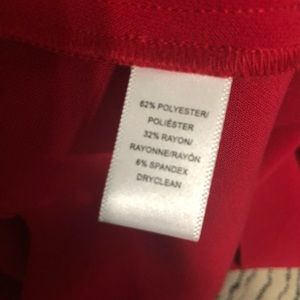 62% POLYESTER/
POLIÉSTER
32% RAYON/
RAYONNE/RAYÓN
6% SPANDEX
DRYCLEAN